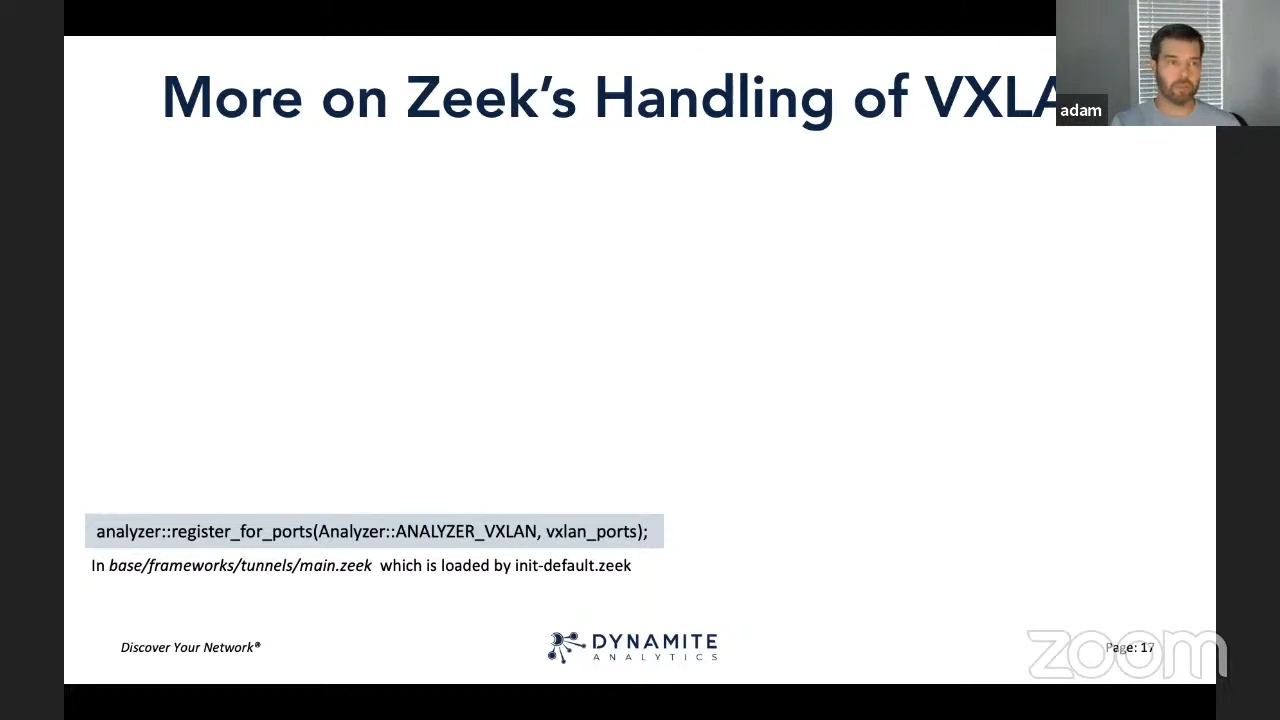 More on Zeek‘s Handling of VXLA
adam
analyzer::register_for_ports(Analyzer::ANALYZER_VXLAN, vxlan_ports);
In base/frameworks/tunnels/main.zeek which is loaded by init-default.zeek
Discover Your Network®
DYNAMITE
ANALYTICS
Page: 17
zoom